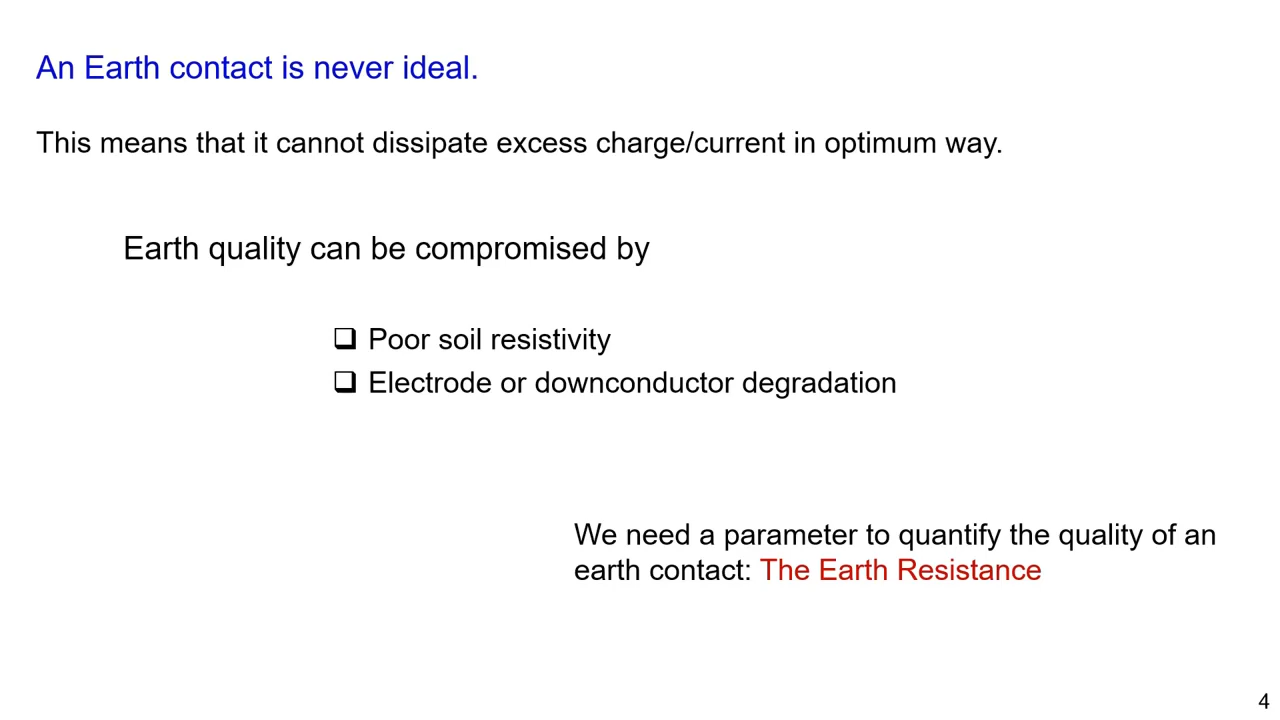 An Earth contact is never ideal.
This means that it cannot dissipate excess charge/current in optimum way.
Earth quality can be compromised by
❑ Poor soil resistivity
❑ Electrode or downconductor degradation
We need a parameter to quantify the quality of an
earth contact: The Earth Resistance
4